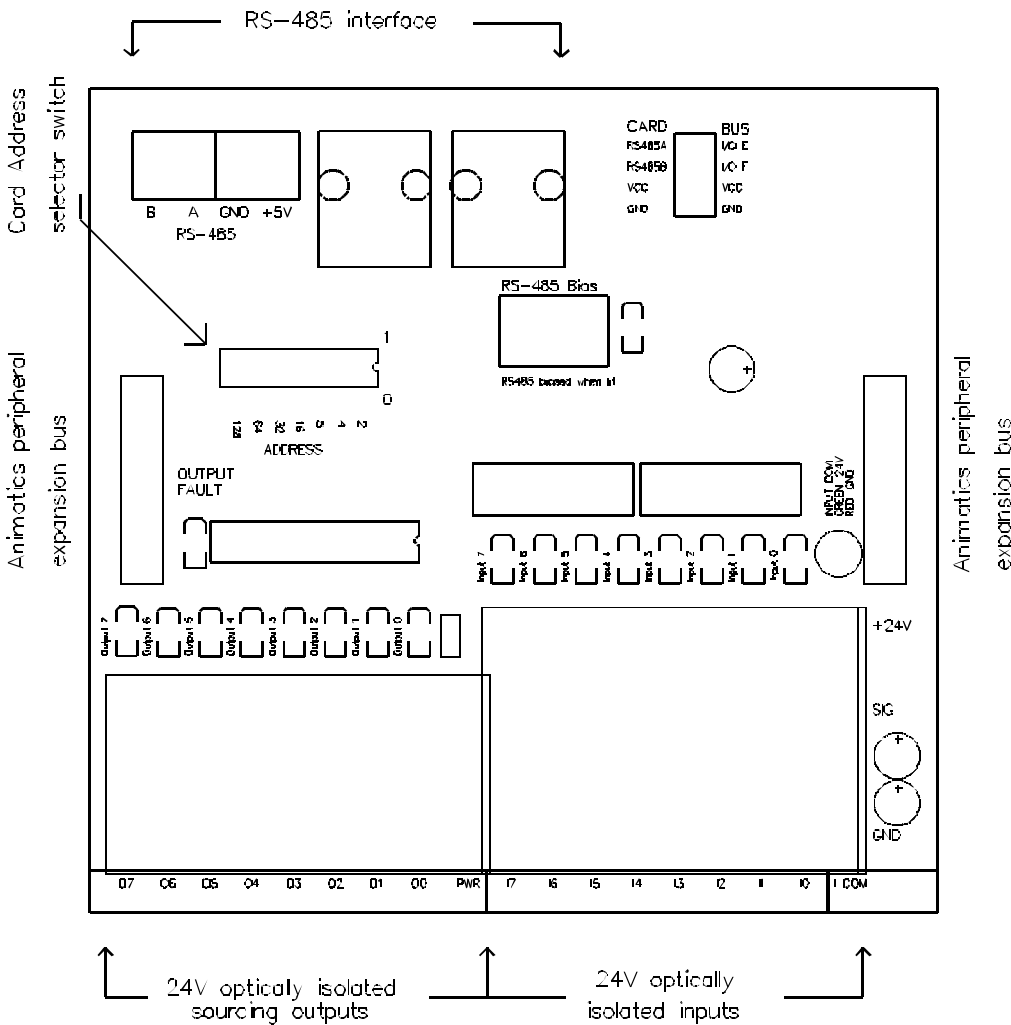 RS-485 interface
Card Address
selector switch
CARD BUS
RS485A I/O E
RS485B I/O F
VCC VCC
GND GND
B A GND +5V
RS-485
RS-485 Bias
RS485 biased when in
1
0
128 64 32 16 8 4 2
ADDRESS
Animatics peripheral
expansion bus
Animatics peripheral
expansion bus
OUTPUT
FAULT
INPUT COM
GREEN 24V
RED GND
Input 7 Input 6 Input 5 Input 4 Input 3 Input 2 Input 1 Input 0
Output 7 Output 6 Output 5 Output 4 Output 3 Output 2 Output 1 Output 0
+24V
SIG
GND
O7 O6 O5 O4 O3 O2 O1 O0 PWR I7 I6 I5 I4 I3 I2 I1 I0 I COM
24V optically isolated
sourcing outputs
24V optically
isolated inputs